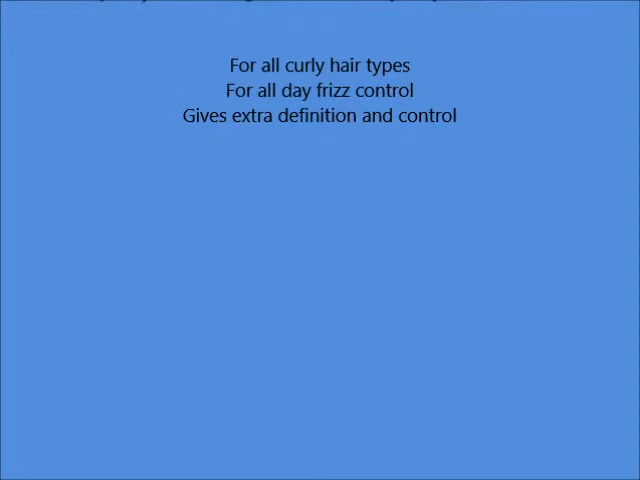 For all curly hair types
For all day frizz control
Gives extra definition and control